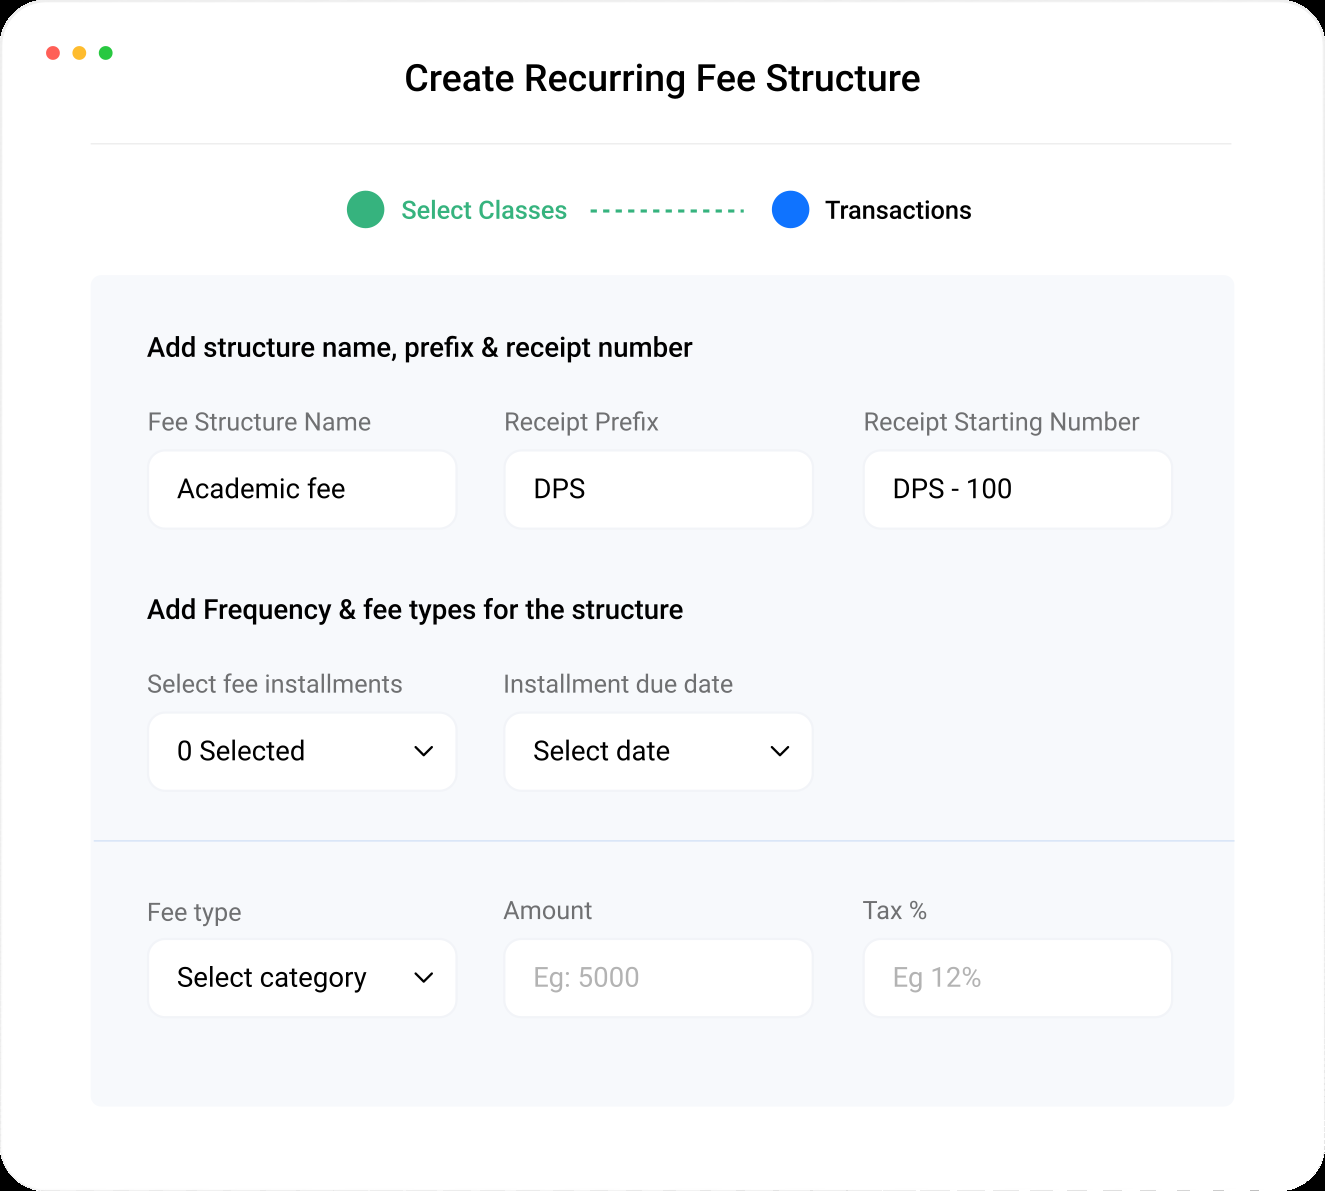 Create Recurring Fee Structure
Select Classes
Transactions
Add structure name, prefix & receipt number
Fee Structure Name
Receipt Prefix
Receipt Starting Number
Academic fee
DPS
DPS - 100
Add Frequency & fee types for the structure
Select fee installments
Installment due date
0 Selected
Select date
Fee type
Amount
Tax %
Select category
Eg: 5000
Eg 12%